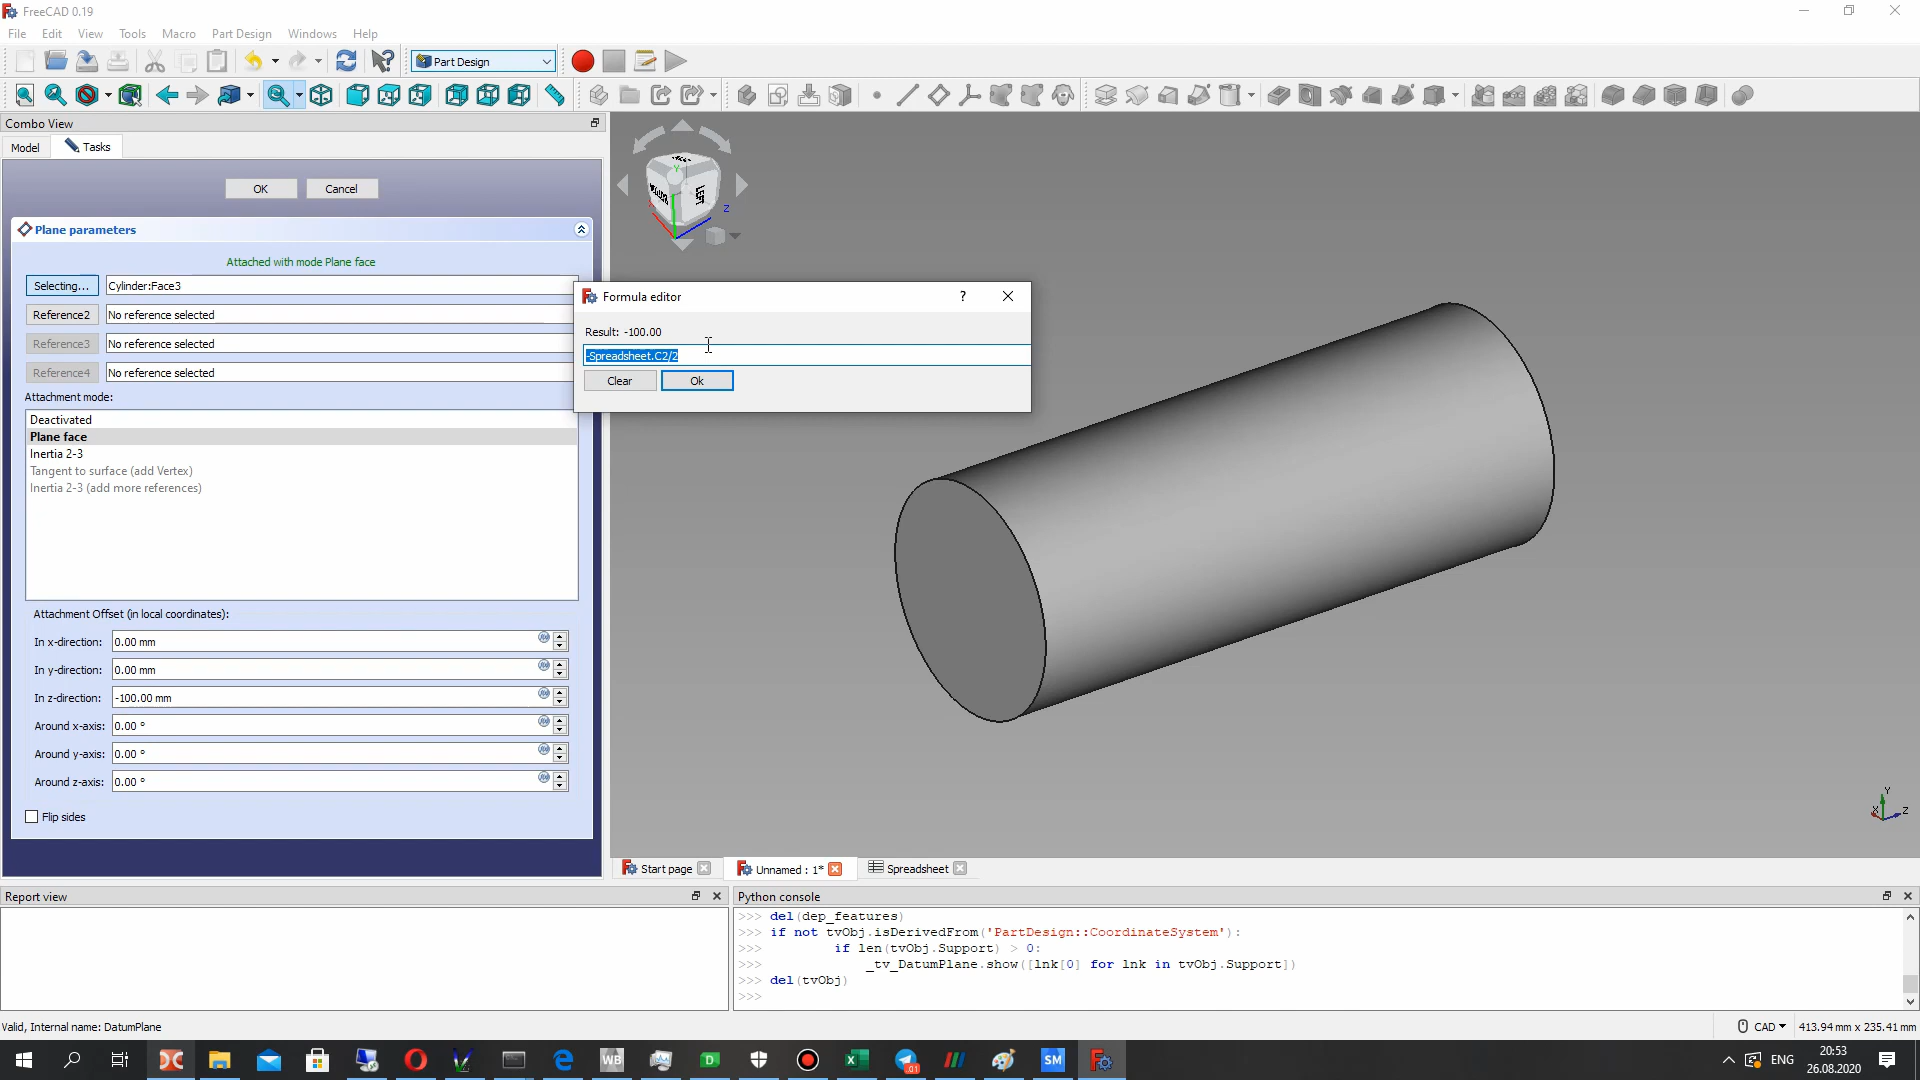 FreeCAD 0.19
File Edit View Tools Macro Part Design Windows Help
Part Design
Combo View
Model Tasks
OK Cancel
Plane parameters
Attached with mode Plane face
Selecting... Cylinder:Face3
Reference2 No reference selected
Reference3 No reference selected
Reference4 No reference selected
Attachment mode:
Deactivated
Plane face
Inertia 2-3
Tangent to surface (add Vertex)
Inertia 2-3 (add more references)
Attachment Offset (in local coordinates):
In x-direction: 0.00 mm
In y-direction: 0.00 mm
In z-direction: -100.00 mm
Around x-axis: 0.00 °
Around y-axis: 0.00 °
Around z-axis: 0.00 °
Flip sides
Formula editor
?
Result: -100.00
-Spreadsheet.C2/2
Clear Ok
Y
Z
Y
X Z
Start page Unnamed : 1* Spreadsheet
Report view
Python console
>>> del(dep_features)
>>> if not tvObj.isDerivedFrom('PartDesign::CoordinateSystem'):
>>> if len(tvObj.Support) > 0:
>>> _tv_DatumPlane.show([lnk[0] for lnk in tvObj.Support])
>>> del(tvObj)
>>>
Valid, Internal name: DatumPlane
CAD 413.94 mm x 235.41 mm
WB D .01 SM
ENG 20:53
26.08.2020